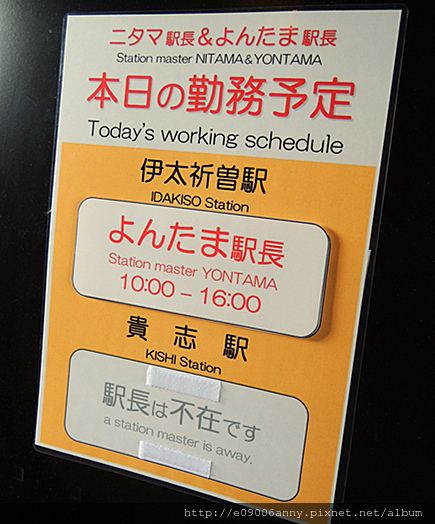 ニタマ駅長&よんたま駅長
Station master NITAMA&YONTAMA
本日の勤務予定
Today's working schedule
伊太祈曽駅
IDAKISO Station
よんたま駅長
Station master YONTAMA
10:00 – 16:00
貴志駅
KISHI Station
駅長は不在です
a station master is away.
http://e09006anny.pixnet.net/album